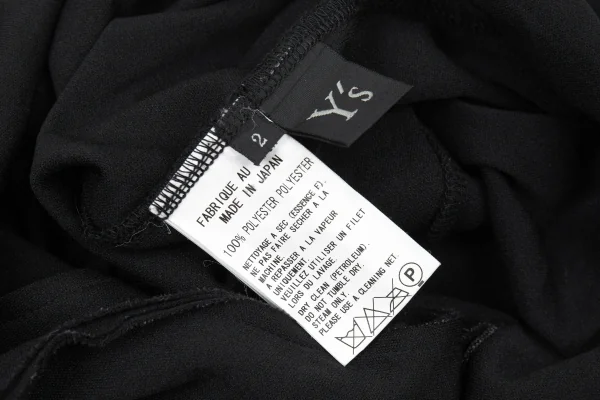 Y's
2
FABRIQUE AU
MADE IN JAPAN
100% POLYESTER POLYESTER
NETTOYAGE A SEC (ESSENCE F).
NE PAS FAIRE SECHER A LA
MACHINE.
A REPASSER A LA VAPEUR
UNIQUEMENT.
VEUILLEZ UTILISER UN FILET
LORS DU LAVAGE.
DRY CLEAN (PETROLEUM).
DO NOT TUMBLE DRY.
STEAM ONLY.
PLEASE USE A CLEANING NET.
P